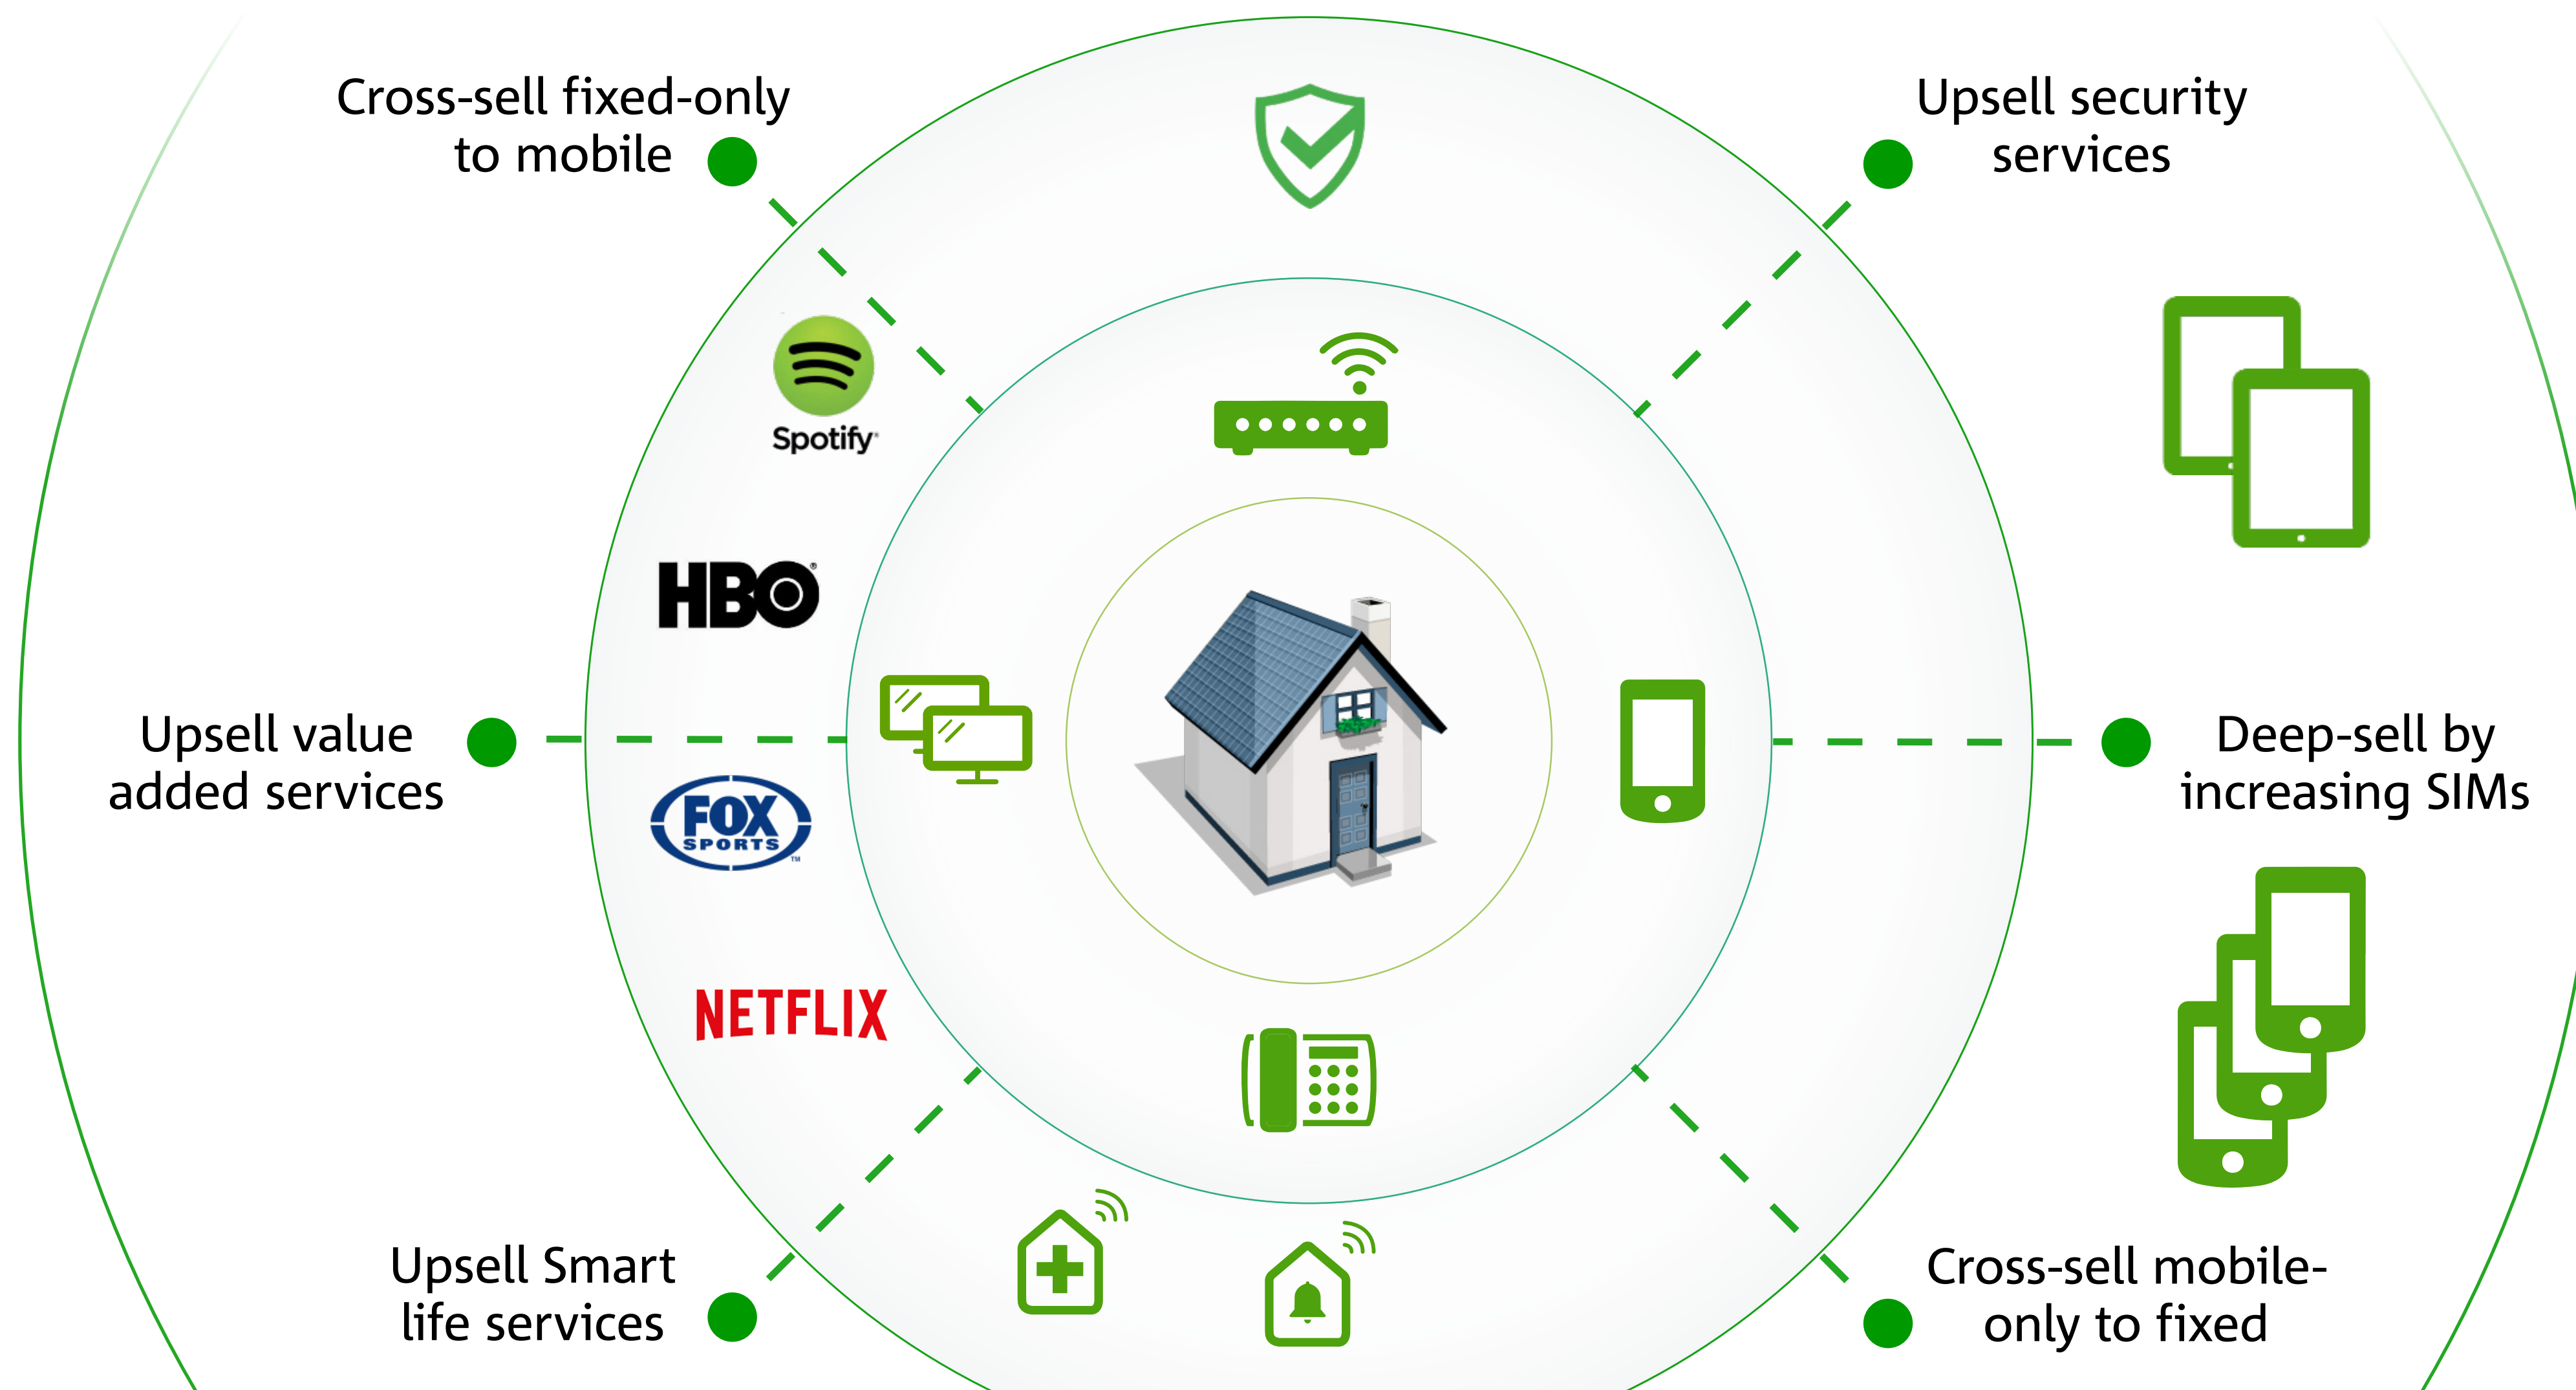 Cross-sell fixed-only
to mobile
Upsell security
services
Spotify®
HBO®
Upsell value
added services
FOX
SPORTS™
Deep-sell by
increasing SIMs
NETFLIX
Upsell Smart
life services
Cross-sell mobile-
only to fixed